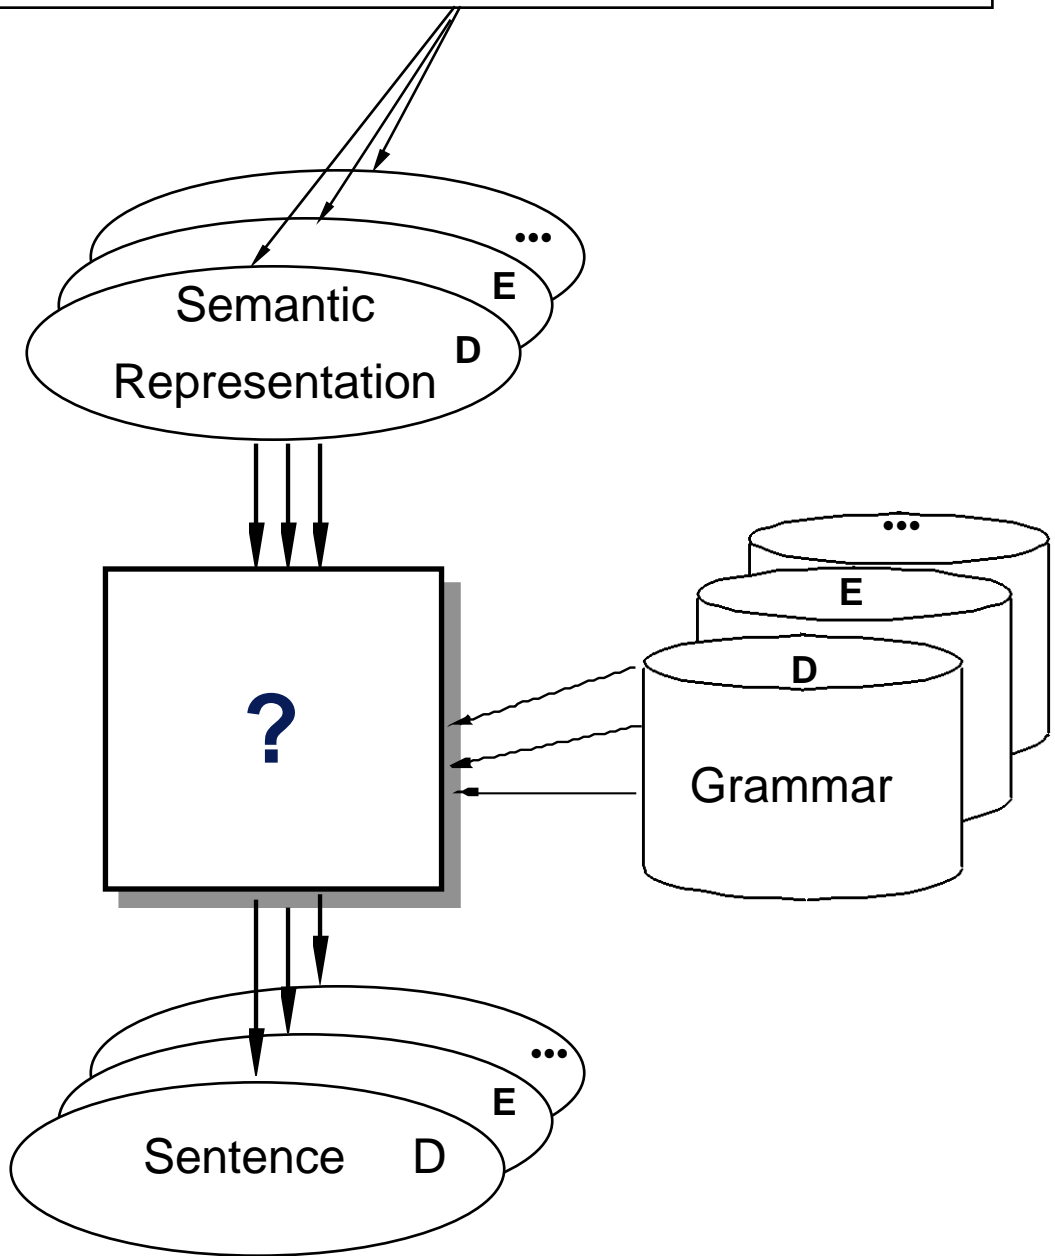 •••
E
Semantic
D
Representation
•••
E
D
?
Grammar
•••
E
Sentence D